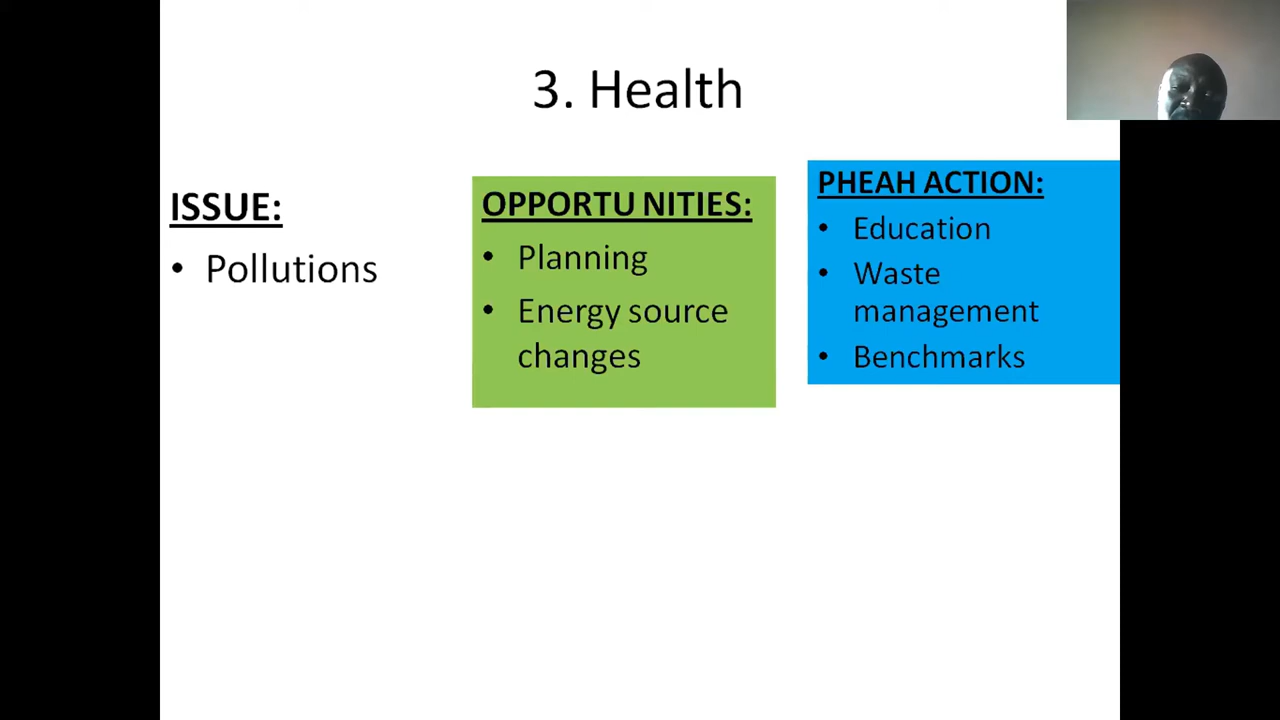 3. Health
ISSUE:
• Pollutions
OPPORTU NITIES:
• Planning
• Energy source
changes
PHEAH ACTION:
• Education
• Waste
management
• Benchmarks